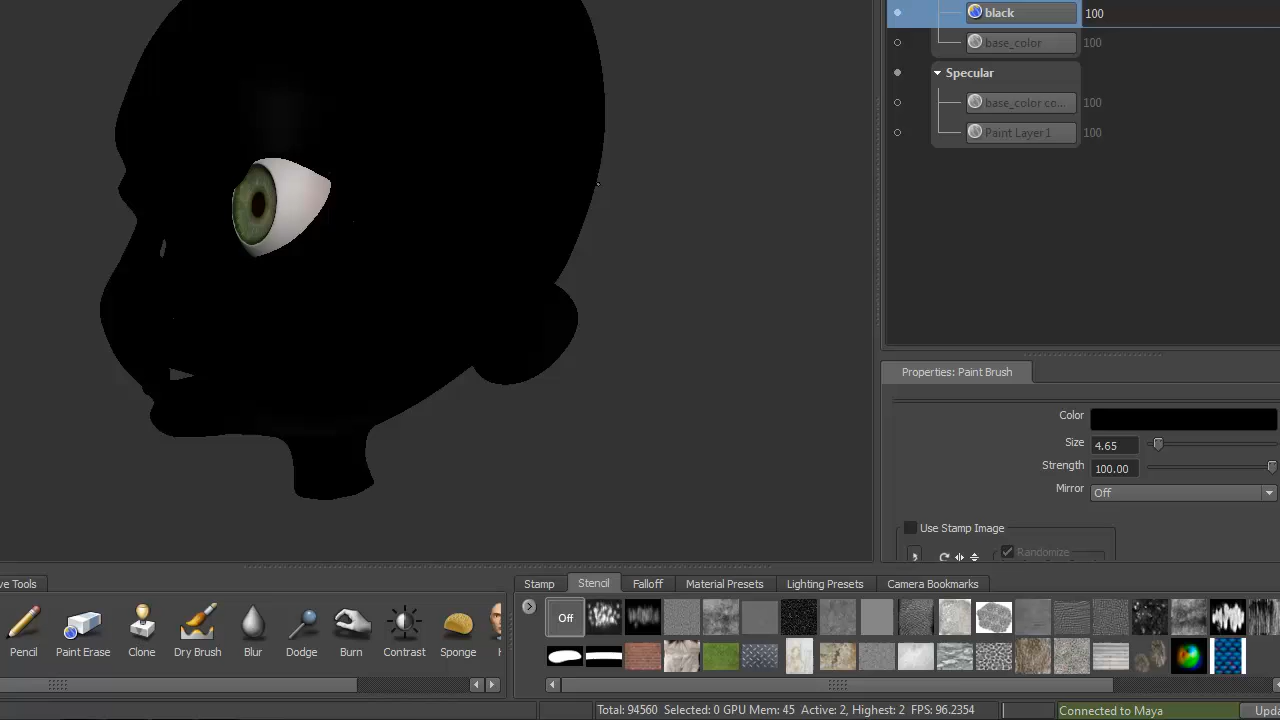 black 100
base_color 100
Specular
base_color co... 100
Paint Layer1 100
Properties: Paint Brush
Color
Size 4.65
Strength 100.00
Mirror Off
Use Stamp Image
Randomize
ve Tools
Stamp Stencil Falloff Material Presets Lighting Presets Camera Bookmarks
Off
Pencil Paint Erase Clone Dry Brush Blur Dodge Burn Contrast Sponge
Total: 94560 Selected: 0 GPU Mem: 45 Active: 2, Highest: 2 FPS: 96.2354
Connected to Maya
Upda